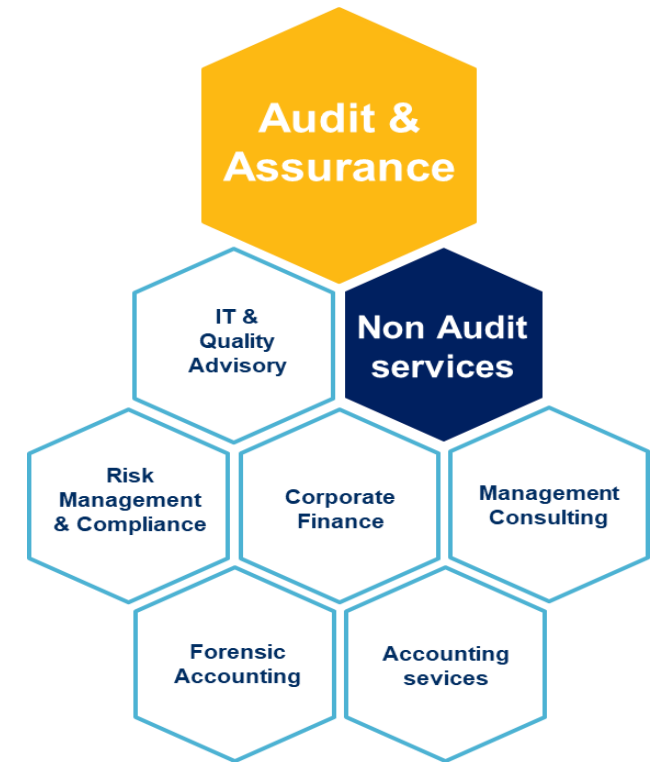 Audit &
Assurance
IT &
Quality
Advisory
Non Audit
services
Risk
Management
& Compliance
Corporate
Finance
Management
Consulting
Forensic
Accounting
Accounting
sevices